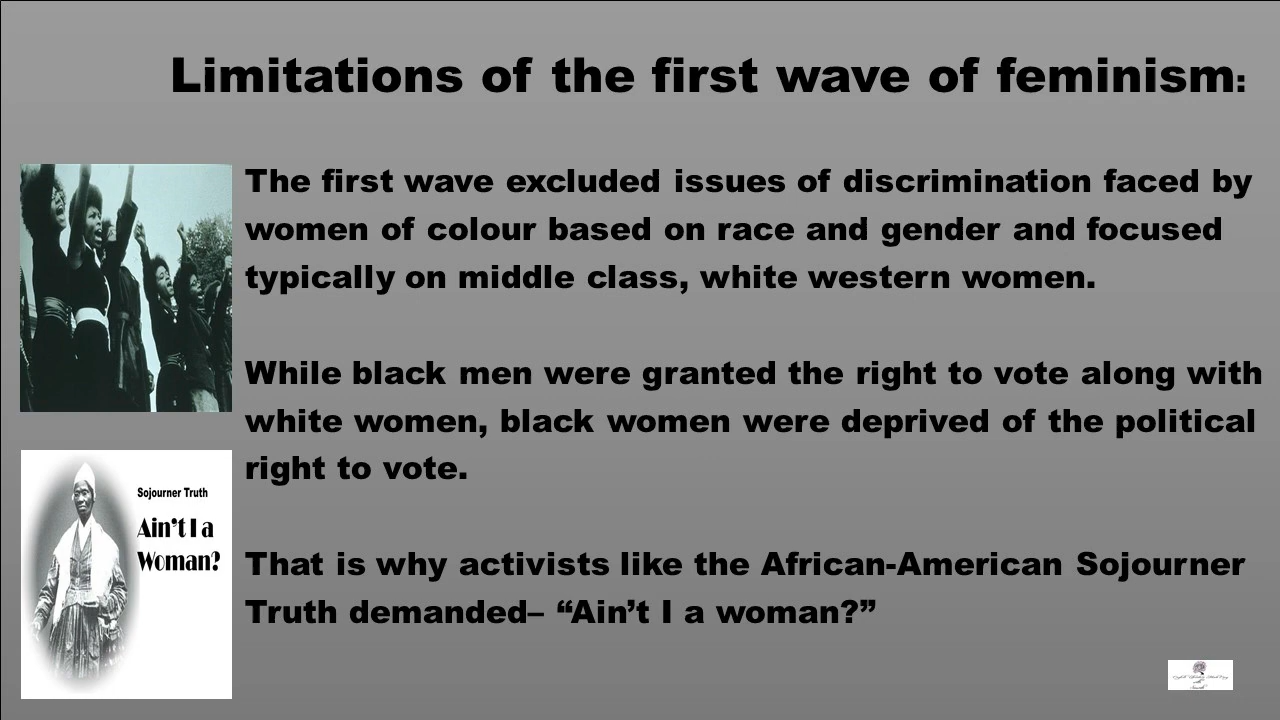 Limitations of the first wave of feminism:
The first wave excluded issues of discrimination faced by
women of colour based on race and gender and focused
typically on middle class, white western women.
While black men were granted the right to vote along with
white women, black women were deprived of the political
right to vote.
Sojourner Truth
Ain't I a
Woman?
That is why activists like the African-American Sojourner
Truth demanded– “Ain’t I a woman?”